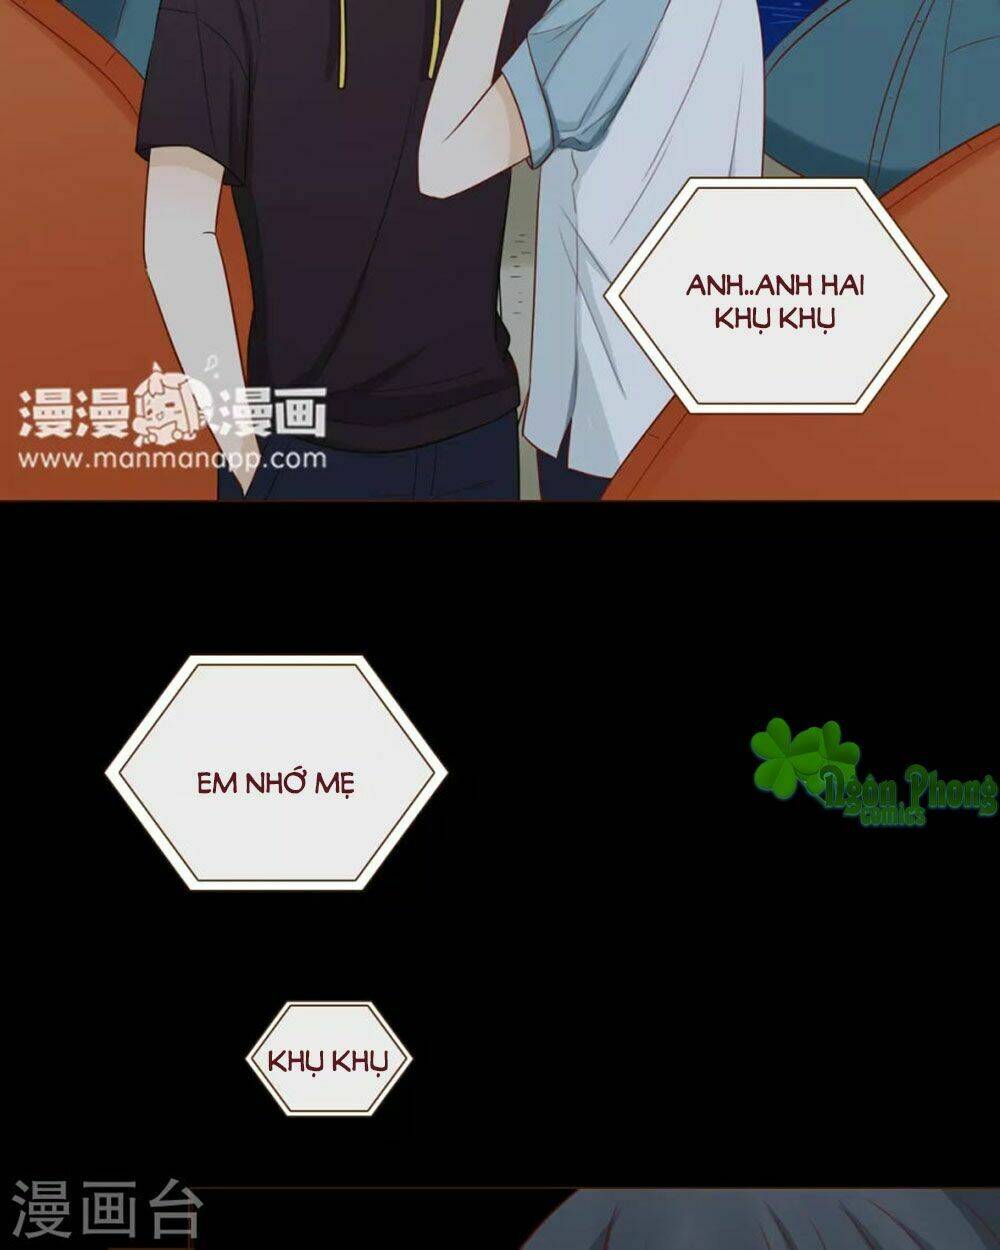 ANH..ANH HAI
KHỤ KHỤ
漫漫漫画
www.manmanapp.com
EM NHỚ MẸ
Ngôn Phong
comics
KHỤ KHỤ
漫画台